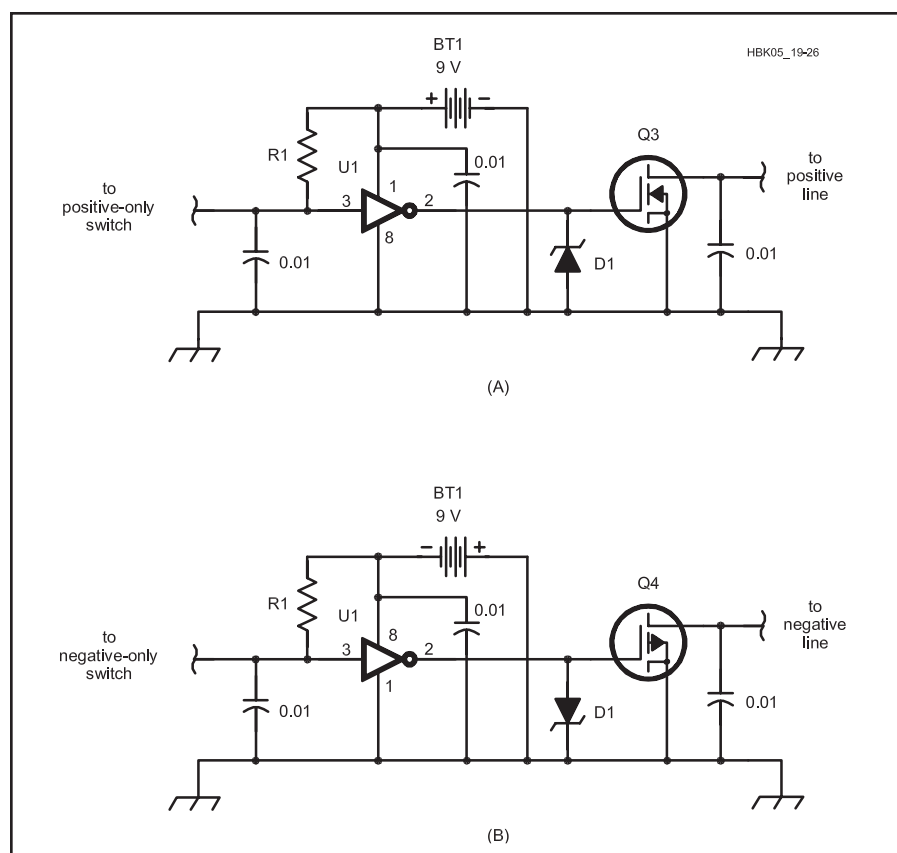 BT1
9 V
HBK05_19-26
+
–
Q3
R1
U1
0.01
to
positive-only
switch
1
3
2
8
to
positive
line
0.01
D1
0.01
(A)
BT1
9 V
–
+
Q4
R1
U1
0.01
to
negative-only
switch
8
3
2
1
to
negative
line
0.01
D1
0.01
(B)